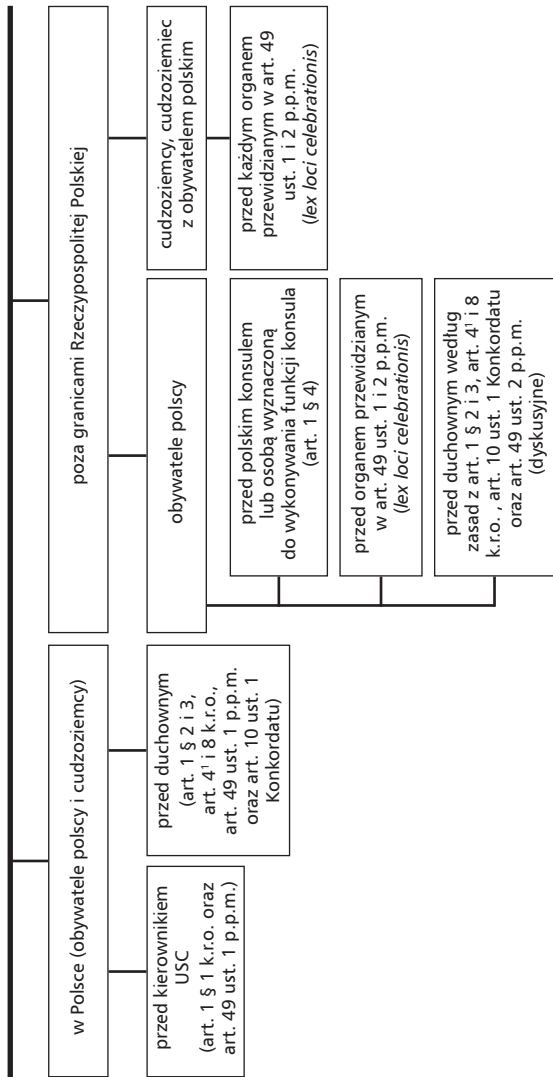 w Polsce (obywatele polscy i cudzoziemcy)
przed kierownikiem
USC
(art. 1 § 1 k.r.o. oraz
art. 49 ust. 1 p.p.m.)
przed duchownym
(art. 1 § 2 i 3,
art. 4¹ i 8 k.r.o.,
art. 49 ust. 1 p.p.m.
oraz art. 10 ust. 1
Konkordatu)
poza granicami Rzeczypospolitej Polskiej
obywatele polscy
przed polskim konsulem
lub osobą wyznaczoną
do wykonywania funkcji konsula
(art. 1 § 4)
przed organem przewidzianym
w art. 49 ust. 1 i 2 p.p.m.
(lex loci celebrationis)
przed duchownym według
zasad z art. 1 § 2 i 3, art. 4¹ i 8
k.r.o. , art. 10 ust. 1 Konkordatu
oraz art. 49 ust. 2 p.p.m.
(dyskusyjne)
cudzoziemcy, cudzoziemiec
z obywatelem polskim
przed każdym organem
przewidzianym w art. 49
ust. 1 i 2 p.p.m.
(lex loci celebrationis)